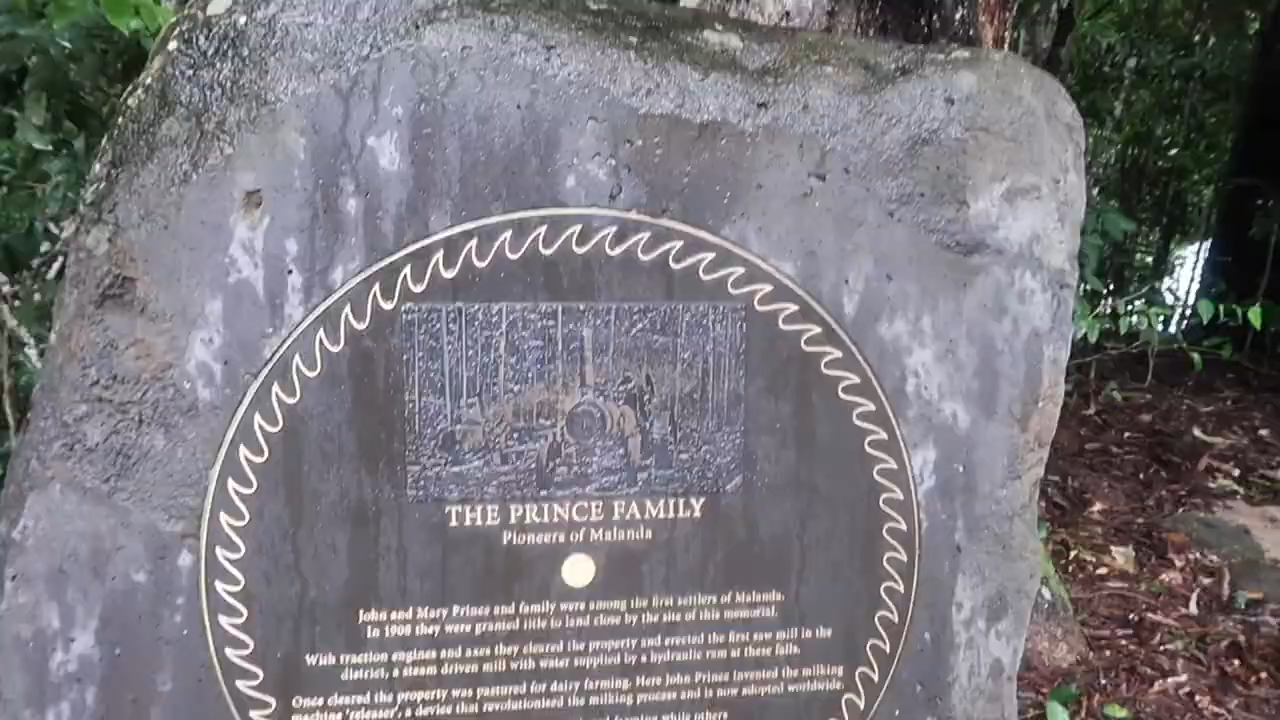 THE PRINCE FAMILY
Pioneers of Malanda
John and Mary Prince and family were among the first settlers of Malanda.
In 1908 they were granted title to land close by the site of this memorial.
With traction engines and axes they cleared the property and erected the first saw mill in the
district, a steam driven mill with water supplied by a hydraulic ram at these falls.
Once cleared the property was pastured for dairy farming. Here John Prince invented the milking
machine 'releaser', a device that revolutionised the milking process and is now adopted worldwide.
farming while others